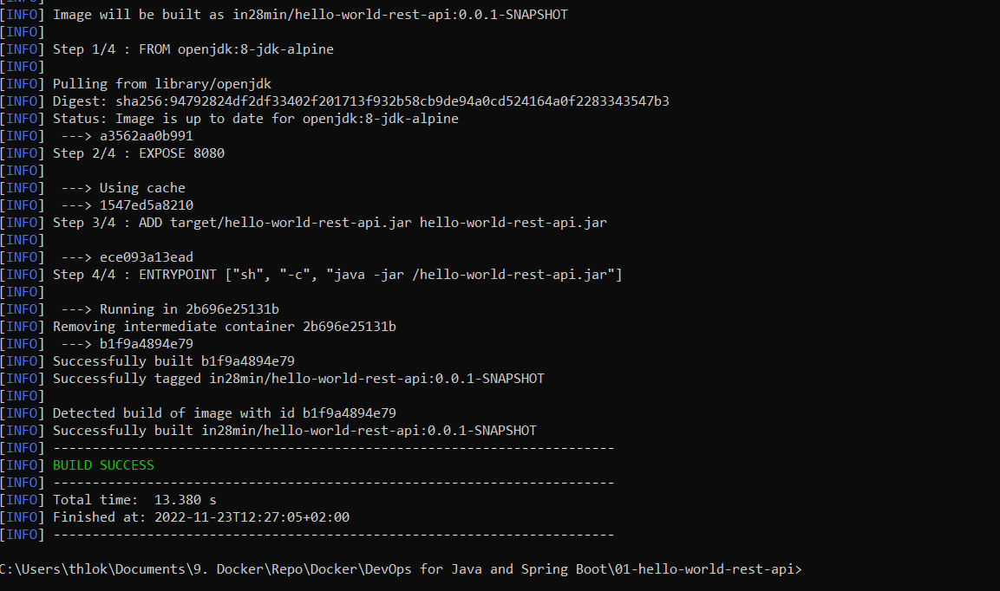 [INFO]
[INFO] Image will be built as in28min/hello-world-rest-api:0.0.1-SNAPSHOT
[INFO]
[INFO] Step 1/4 : FROM openjdk:8-jdk-alpine
[INFO]
[INFO] Pulling from library/openjdk
[INFO] Digest: sha256:94792824df2df33402f201713f932b58cb9de94a0cd524164a0f2283343547b3
[INFO] Status: Image is up to date for openjdk:8-jdk-alpine
[INFO]  ---> a3562aa0b991
[INFO] Step 2/4 : EXPOSE 8080
[INFO]
[INFO]  ---> Using cache
[INFO]  ---> 1547ed5a8210
[INFO] Step 3/4 : ADD target/hello-world-rest-api.jar hello-world-rest-api.jar
[INFO]
[INFO]  ---> ece093a13ead
[INFO] Step 4/4 : ENTRYPOINT ["sh", "-c", "java -jar /hello-world-rest-api.jar"]
[INFO]
[INFO]  ---> Running in 2b696e25131b
[INFO] Removing intermediate container 2b696e25131b
[INFO]  ---> b1f9a4894e79
[INFO] Successfully built b1f9a4894e79
[INFO] Successfully tagged in28min/hello-world-rest-api:0.0.1-SNAPSHOT
[INFO]
[INFO] Detected build of image with id b1f9a4894e79
[INFO] Successfully built in28min/hello-world-rest-api:0.0.1-SNAPSHOT
[INFO] ------------------------------------------------------------------------
[INFO] BUILD SUCCESS
[INFO] ------------------------------------------------------------------------
[INFO] Total time:  13.380 s
[INFO] Finished at: 2022-11-23T12:27:05+02:00
[INFO] ------------------------------------------------------------------------
C:\Users\thlok\Documents\9. Docker\Repo\Docker\DevOps for Java and Spring Boot\01-hello-world-rest-api>